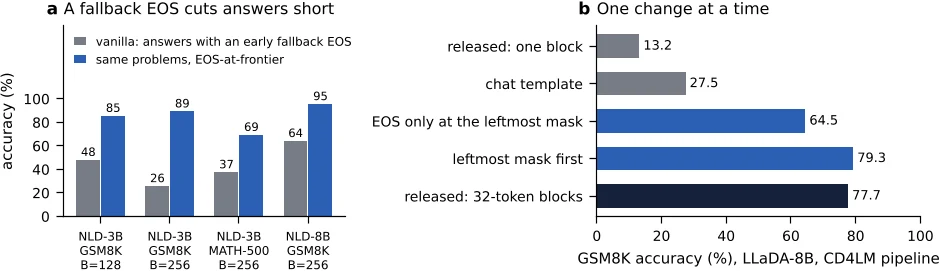 a A fallback EOS cuts answers short
vanilla: answers with an early fallback EOS
same problems, EOS-at-frontier
accuracy (%)
100
80
60
40
20
0
48
85
26
89
37
69
64
95
NLD-3B
GSM8K
B=128
NLD-3B
GSM8K
B=256
NLD-3B
MATH-500
B=256
NLD-8B
GSM8K
B=256
b One change at a time
released: one block
13.2
chat template
27.5
EOS only at the leftmost mask
64.5
leftmost mask first
79.3
released: 32-token blocks
77.7
0 20 40 60 80 100
GSM8K accuracy (%), LLaDA-8B, CD4LM pipeline